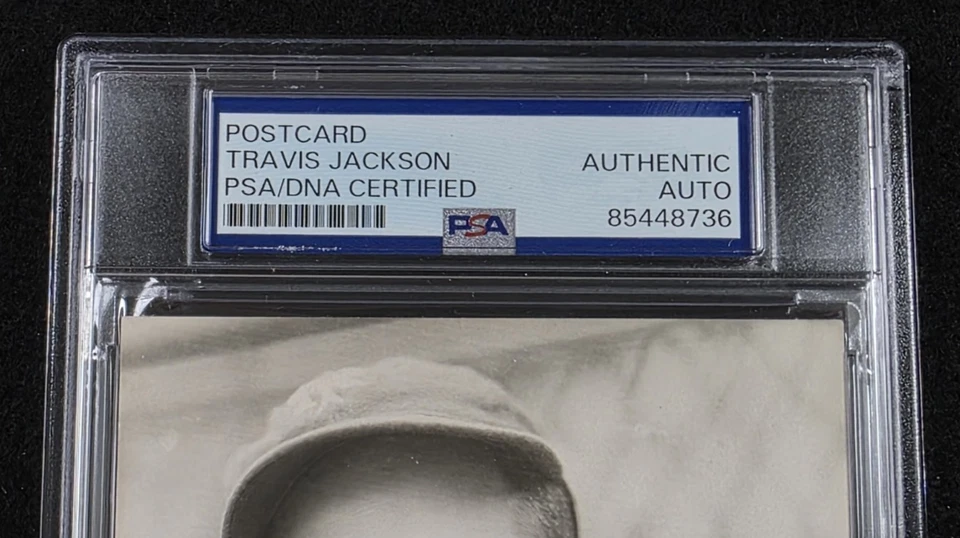 POSTCARD
TRAVIS JACKSON
PSA/DNA CERTIFIED
AUTHENTIC
AUTO
85448736
PSA